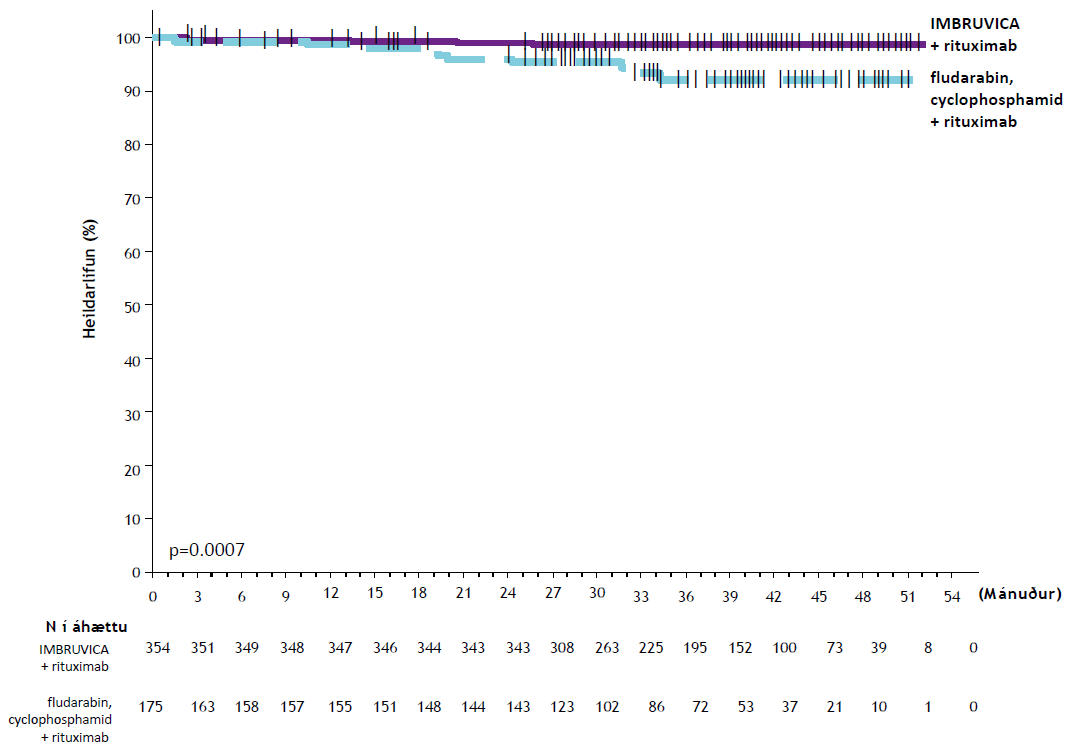 IMBRUVICA
+ rituximab
fludarabin,
cyclophosphamid
+ rituximab
Heildarlifun (%)
100
90
80
70
60
50
40
30
20
10
0
p=0.0007
0 3 6 9 12 15 18 21 24 27 30 33 36 39 42 45 48 51 54 (Mánuður)
N í áhættu
IMBRUVICA
+ rituximab
354 351 349 348 347 346 344 343 343 308 263 225 195 152 100 73 39 8 0
fludarabin,
cyclophosphamid
+ rituximab
175 163 158 157 155 151 148 144 143 123 102 86 72 53 37 21 10 1 0